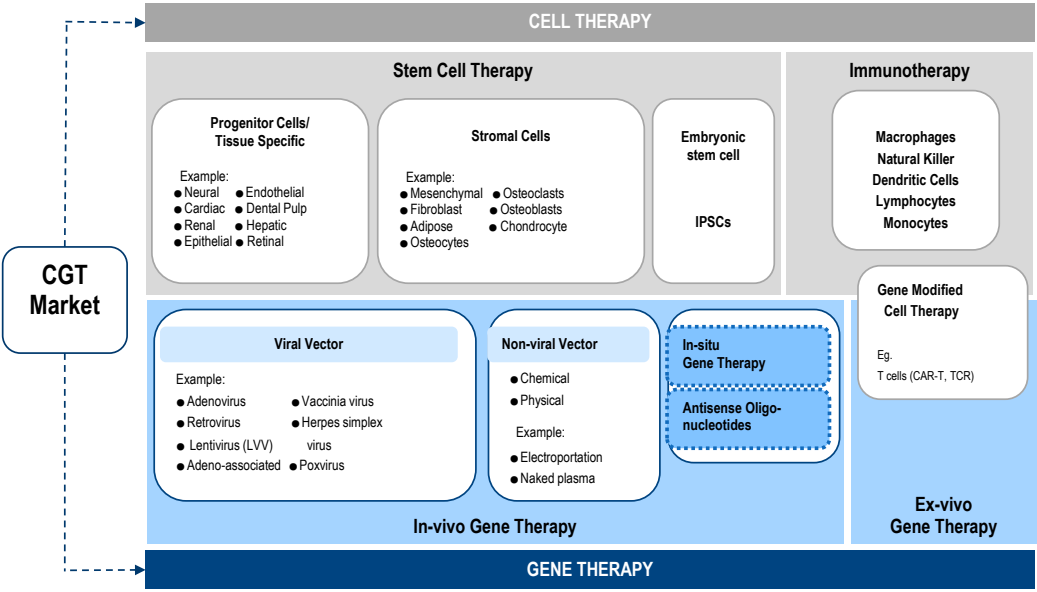 CELL THERAPY
Stem Cell Therapy
Immunotherapy
Progenitor Cells/
Tissue Specific
Example:
● Neural ● Endothelial
● Cardiac ● Dental Pulp
● Renal ● Hepatic
● Epithelial ● Retinal
Stromal Cells
Example:
● Mesenchymal ● Osteoclasts
● Fibroblast ● Osteoblasts
● Adipose ● Chondrocyte
● Osteocytes
Embryonic
stem cell
IPSCs
Macrophages
Natural Killer
Dendritic Cells
Lymphocytes
Monocytes
CGT
Market
Gene Modified
Cell Therapy
Eg.
T cells (CAR-T, TCR)
Viral Vector
Example:
● Adenovirus ● Vaccinia virus
● Retrovirus ● Herpes simplex
● Lentivirus (LVV) virus
● Adeno-associated ● Poxvirus
Non-viral Vector
● Chemical
● Physical
Example:
● Electroportation
● Naked plasma
In-situ
Gene Therapy
Antisense Oligo-
nucleotides
In-vivo Gene Therapy
Ex-vivo
Gene Therapy
GENE THERAPY